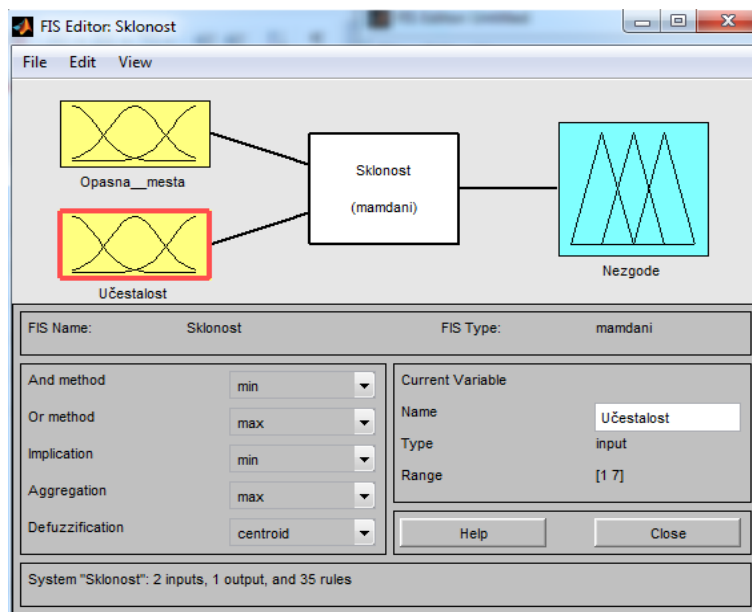 FIS Editor: Sklonost
File Edit View
Opasna__mesta
Učestalost
Sklonost
(mamdani)
Nezgode
FIS Name: Sklonost FIS Type: mamdani
And method min
Or method max
Implication min
Aggregation max
Defuzzification centroid
Current Variable
Name Učestalost
Type input
Range [1 7]
Help Close
System "Sklonost": 2 inputs, 1 output, and 35 rules